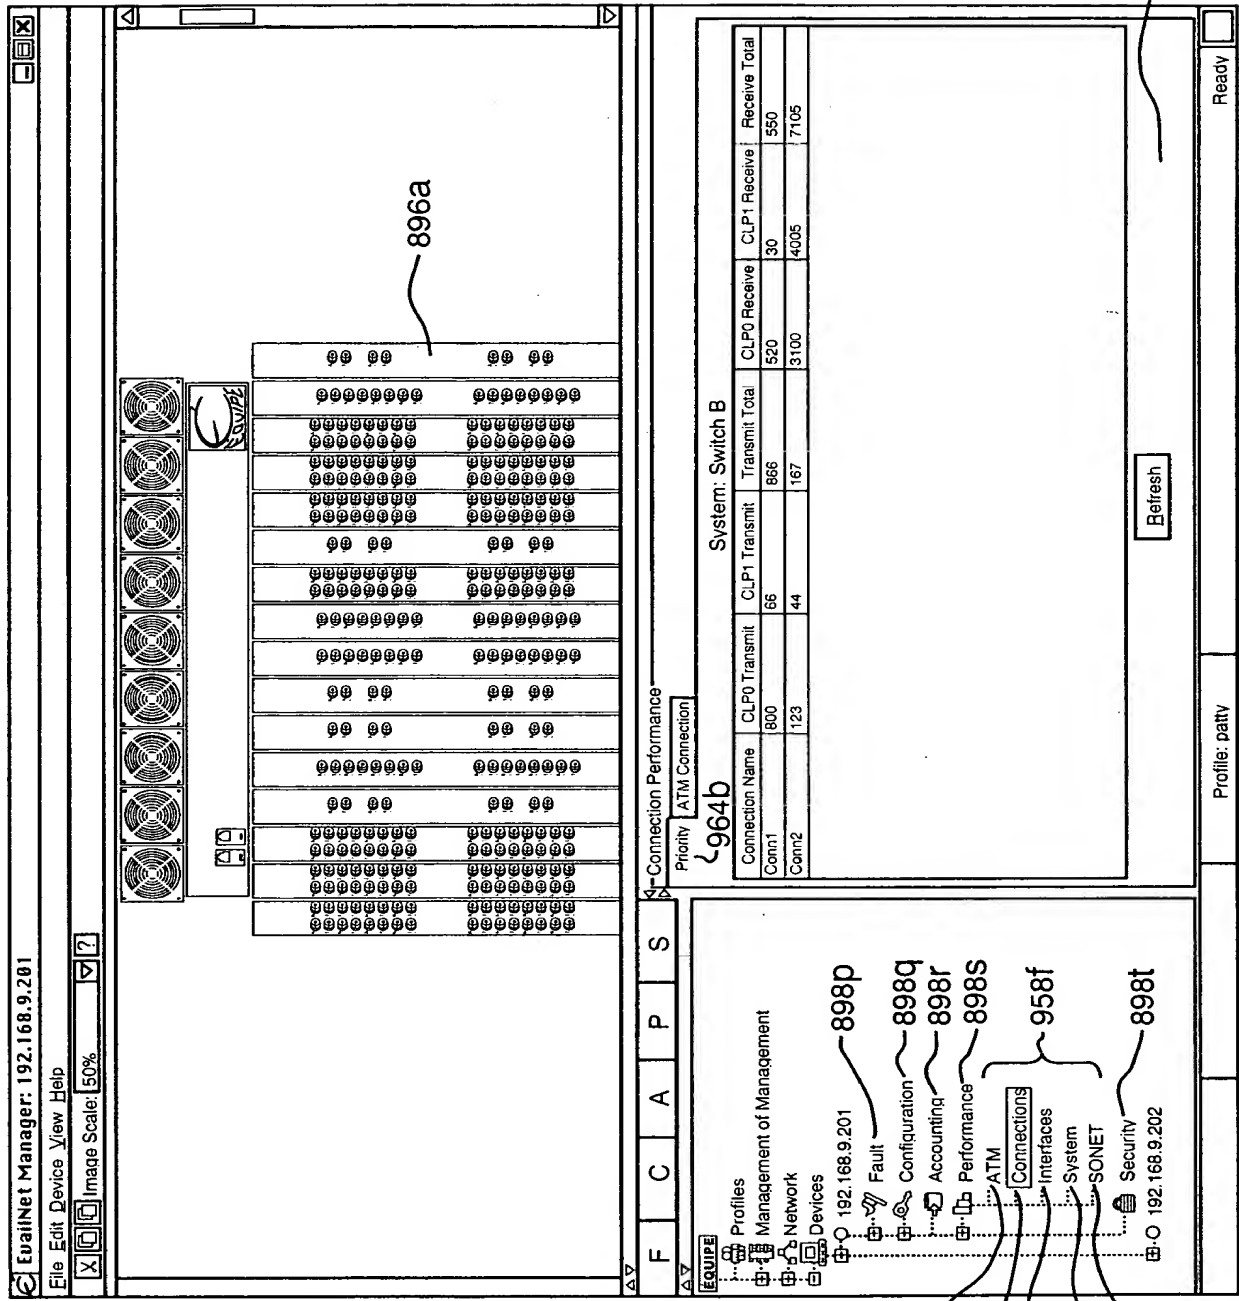 EuailNet Manager: 192.168.9.201
File Edit Device View Help
Image Scale: 50% ?
EQUIPE
896a
F C A P S
EQUIPE
Profiles
Management of Management
Network
Devices
192.168.9.201
Fault 898p
Configuration 898q
Accounting 898r
Performance 898s
ATM
Connections
Interfaces 958f
System
SONET
Security 898t
192.168.9.202
Connection Performance
Priority ATM Connection
964b
System: Switch B
Connection Name CLP0 Transmit CLP1 Transmit Transmit Total CLP0 Receive CLP1 Receive Receive Total
Conn1 800 66 866 520 30 550
Conn2 123 44 167 3100 4005 7105
Refresh
Profile: patty
Ready